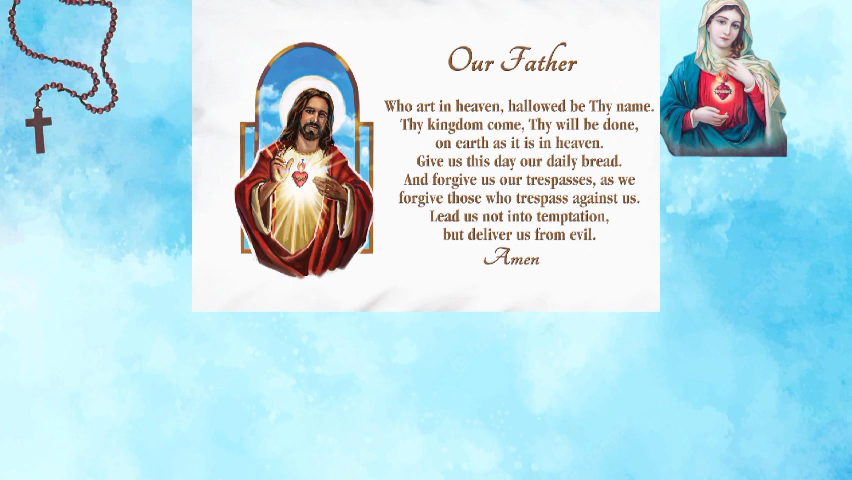 Our Father
Who art in heaven, hallowed be Thy name.
Thy kingdom come, Thy will be done,
on earth as it is in heaven.
Give us this day our daily bread.
And forgive us our trespasses, as we
forgive those who trespass against us.
Lead us not into temptation,
but deliver us from evil.
Amen